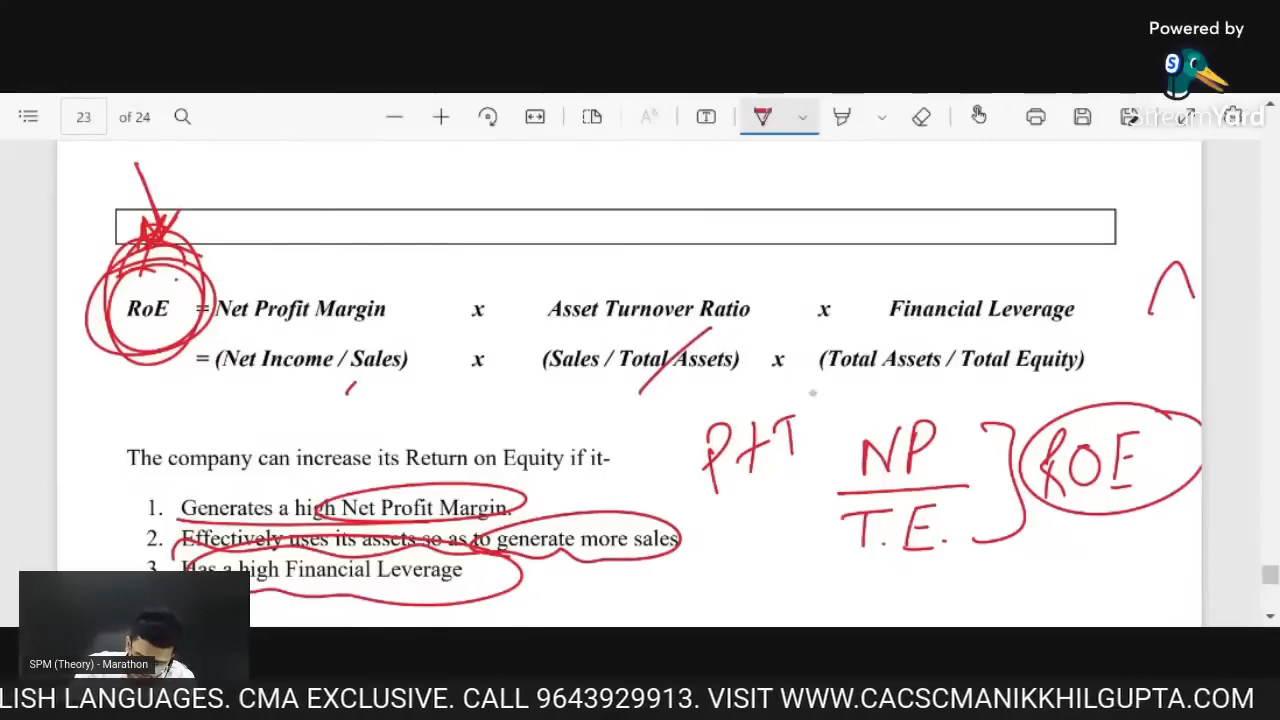 Powered by
S
StreamYard
23 of 24
RoE = Net Profit Margin x Asset Turnover Ratio x Financial Leverage
= (Net Income / Sales) x (Sales / Total Assets) x (Total Assets / Total Equity)
NP
T.E.
ROE
The company can increase its Return on Equity if it-
1. Generates a high Net Profit Margin.
2. Effectively uses its assets so as to generate more sales
3. Has a high Financial Leverage
SPM (Theory) - Marathon
LISH LANGUAGES. CMA EXCLUSIVE. CALL 9643929913. VISIT WWW.CACSCMANIKKHILGUPTA.COM